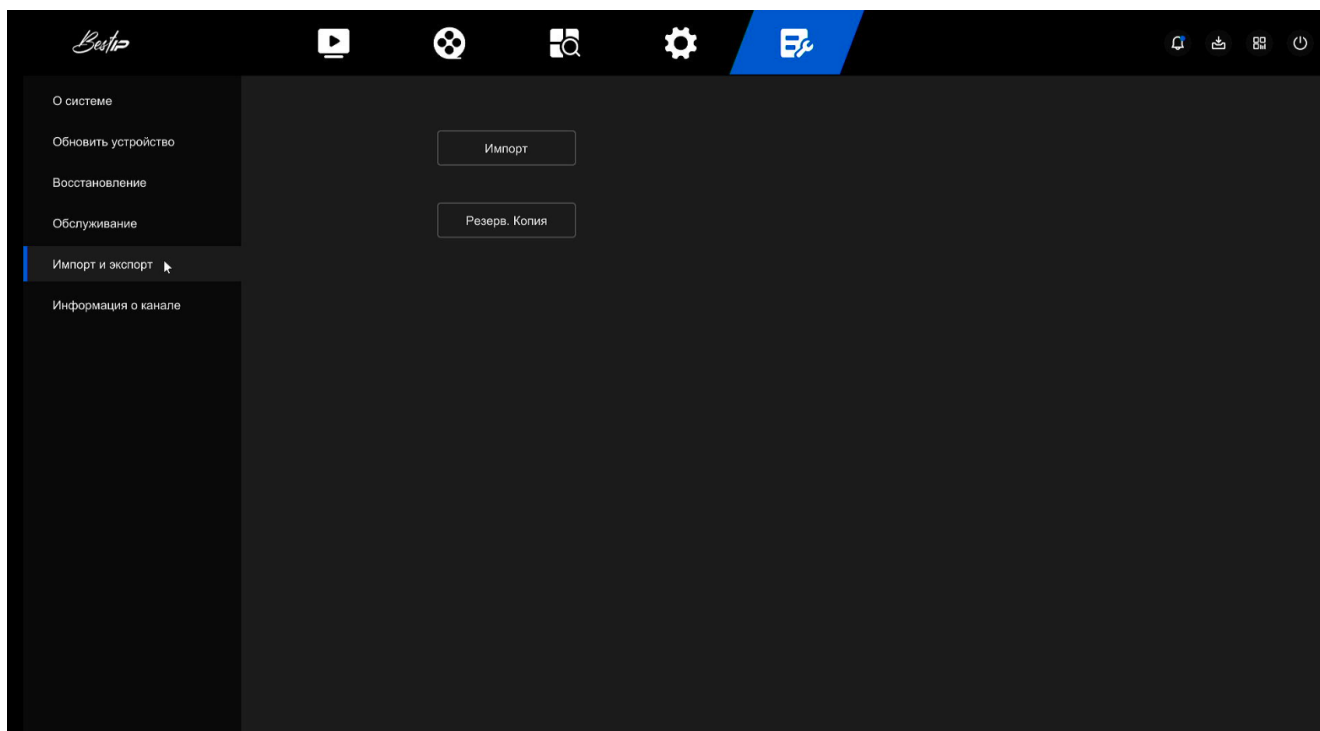 BestIP
О системе
Обновить устройство
Импорт
Восстановление
Резерв. Копия
Обслуживание
Импорт и экспорт
Информация о канале